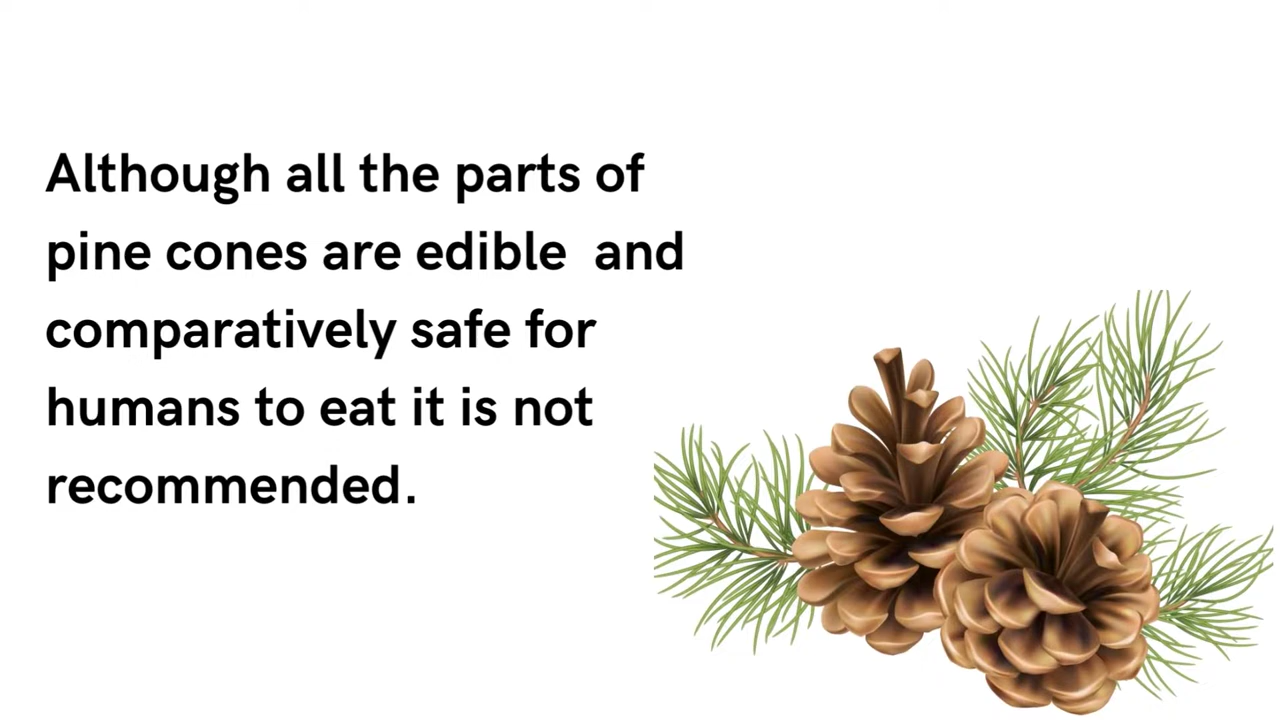 Although all the parts of
pine cones are edible  and
comparatively safe for
humans to eat it is not
recommended.